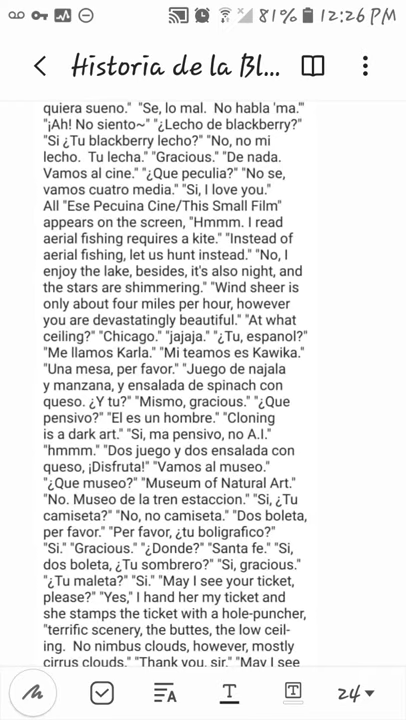 81% 12:26 PM
Historia de la Bl...
quiera sueno." "Se, lo mal. No habla 'ma.'"
"¡Ah! No siento~" "¿Lecho de blackberry?"
"Si ¿Tu blackberry lecho?" "No, no mi
lecho. Tu lecha." "Gracious." "De nada.
Vamos al cine." "¿Que peculia?" "No se,
vamos cuatro media." "Si, I love you."
All "Ese Pecuina Cine/This Small Film"
appears on the screen, "Hmmm. I read
aerial fishing requires a kite." "Instead of
aerial fishing, let us hunt instead." "No, I
enjoy the lake, besides, it's also night, and
the stars are shimmering." "Wind sheer is
only about four miles per hour, however
you are devastatingly beautiful." "At what
ceiling?" "Chicago." "jajaja." "¿Tu, espanol?"
"Me llamos Karla." "Mi teamos es Kawika."
"Una mesa, per favor." "Juego de najala
y manzana, y ensalada de spinach con
queso. ¿Y tu?" "Mismo, gracious." "¿Que
pensivo?" "El es un hombre." "Cloning
is a dark art." "Si, ma pensivo, no A.I."
"hmmm." "Dos juego y dos ensalada con
queso, ¡Disfruta!" "Vamos al museo."
"¿Que museo?" "Museum of Natural Art."
"No. Museo de la tren estaccion." "Si, ¿Tu
camiseta?" "No, no camiseta." "Dos boleta,
per favor." "Per favor, ¿tu boligrafico?"
"Si." "Gracious." "¿Donde?" "Santa fe." "Si,
dos boleta, ¿Tu sombrero?" "Si, gracious."
"¿Tu maleta?" "Si." "May I see your ticket,
please?" "Yes," I hand her my ticket and
she stamps the ticket with a hole-puncher,
"terrific scenery, the buttes, the low ceil-
ing. No nimbus clouds, however, mostly
cirrus clouds." "Thank you, sir." "May I see
24